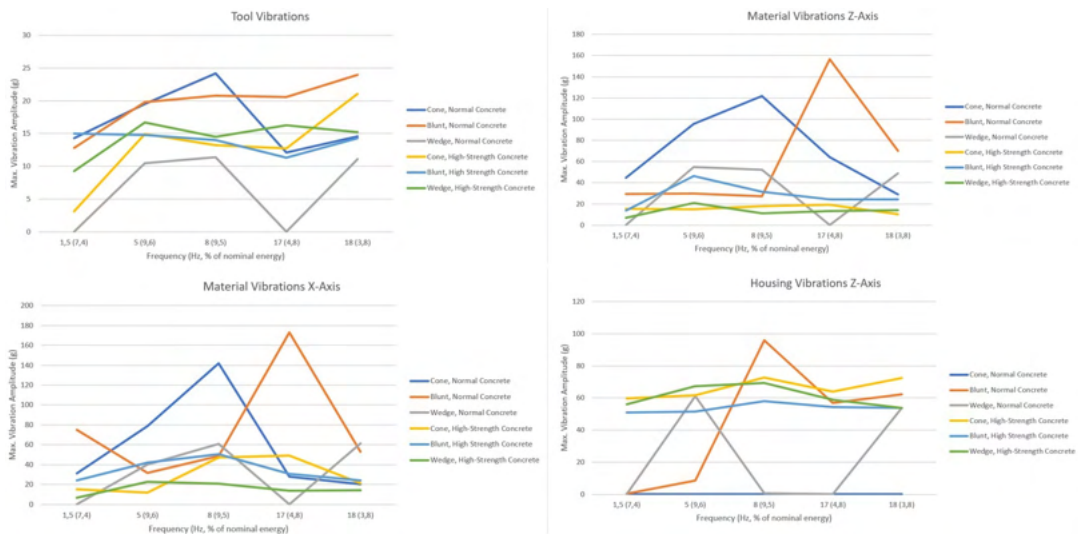 Tool Vibrations
Max. Vibration Amplitude (g)
30
25
20
15
10
5
0
1,5 (7,4) 5 (9,6) 8 (9,5) 17 (4,8) 18 (3,8)
Frequency (Hz, % of nominal energy)
Cone, Normal Concrete
Blunt, Normal Concrete
Wedge, Normal Concrete
Cone, High-Strength Concrete
Blunt, High Strength Concrete
Wedge, High-Strength Concrete
Material Vibrations Z-Axis
Max. Vibration Amplitude (g)
180
160
140
120
100
80
60
40
20
0
1,5 (7,4) 5 (9,6) 8 (9,5) 17 (4,8) 18 (3,8)
Frequency (Hz, % of nominal energy)
Cone, Normal Concrete
Blunt, Normal Concrete
Wedge, Normal Concrete
Cone, High-Strength Concrete
Blunt, High Strength Concrete
Wedge, High-Strength Concrete
Material Vibrations X-Axis
Max. Vibration Amplitude (g)
200
180
160
140
120
100
80
60
40
20
0
1,5 (7,4) 5 (9,6) 8 (9,5) 17 (4,8) 18 (3,8)
Frequency (Hz, % of nominal energy)
Cone, Normal Concrete
Blunt, Normal Concrete
Wedge, Normal Concrete
Cone, High-Strength Concrete
Blunt, High Strength Concrete
Wedge, High-Strength Concrete
Housing Vibrations Z-Axis
Max. Vibration Amplitude (g)
120
100
80
60
40
20
0
1,5 (7,4) 5 (9,6) 8 (9,5) 17 (4,8) 18 (3,8)
Frequency (Hz, % of nominal energy)
Cone, Normal Concrete
Blunt, Normal Concrete
Wedge, Normal Concrete
Cone, High-Strength Concrete
Blunt, High Strength Concrete
Wedge, High-Strength Concrete